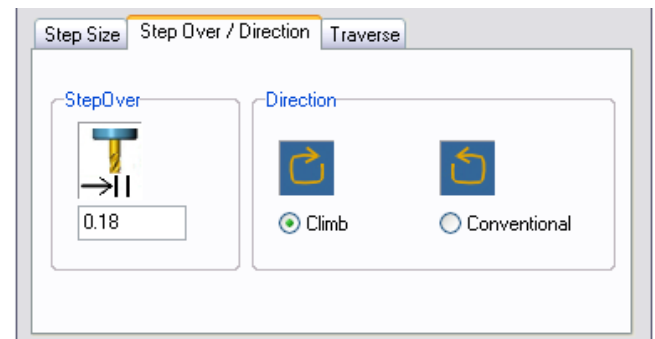 Step Size Step Over / Direction Traverse
StepOver Direction
0.18 Climb Conventional